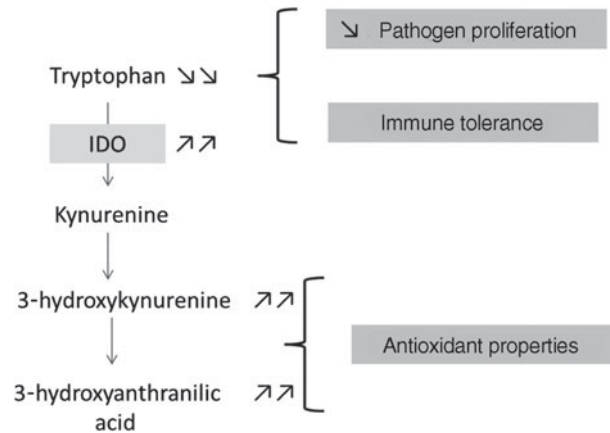 ↘ Pathogen proliferation
Tryptophan ↘↘
Immune tolerance
IDO ↗↗
Kynurenine
3-hydroxykynurenine ↗↗
Antioxidant properties
3-hydroxyanthranilic ↗↗
acid